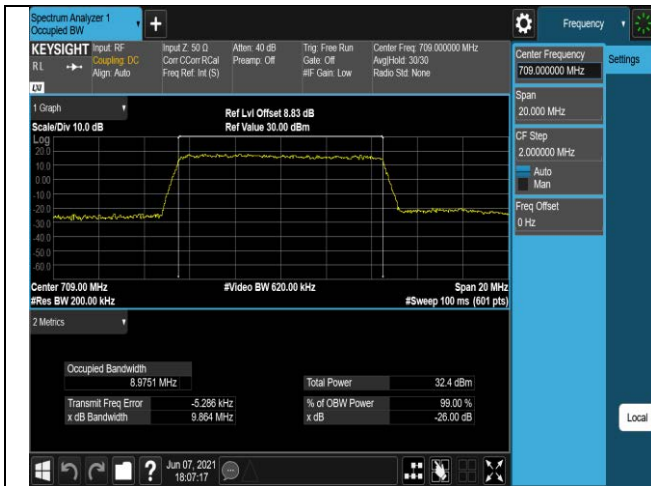 Spectrum Analyzer 1
Occupied BW
Frequency
KEYSIGHT
RL
LXI
Input: RF
Coupling: DC
Align: Auto
Input Z: 50 Ω
Corr CCorr RCal
Freq Ref: Int (S)
Atten: 40 dB
Preamp: Off
Trig: Free Run
Gate: Off
#IF Gain: Low
Center Freq: 709.000000 MHz
Avg|Hold: 30/30
Radio Std: None
1 Graph
Scale/Div 10.0 dB
Ref Lvl Offset 8.83 dB
Ref Value 30.00 dBm
Log
20.0
10.0
0.00
-10.0
-20.0
-30.0
-40.0
-50.0
-60.0
Center 709.00 MHz
#Res BW 200.00 kHz
#Video BW 620.00 kHz
Span 20 MHz
#Sweep 100 ms (601 pts)
2 Metrics
Occupied Bandwidth
8.9751 MHz
Total Power 32.4 dBm
Transmit Freq Error -5.286 kHz
% of OBW Power 99.00 %
x dB Bandwidth 9.864 MHz
x dB -26.00 dB
Center Frequency
709.000000 MHz
Span
20.000 MHz
CF Step
2.000000 MHz
Auto
Man
Freq Offset
0 Hz
Settings
Local
?
Jun 07, 2021
18:07:17